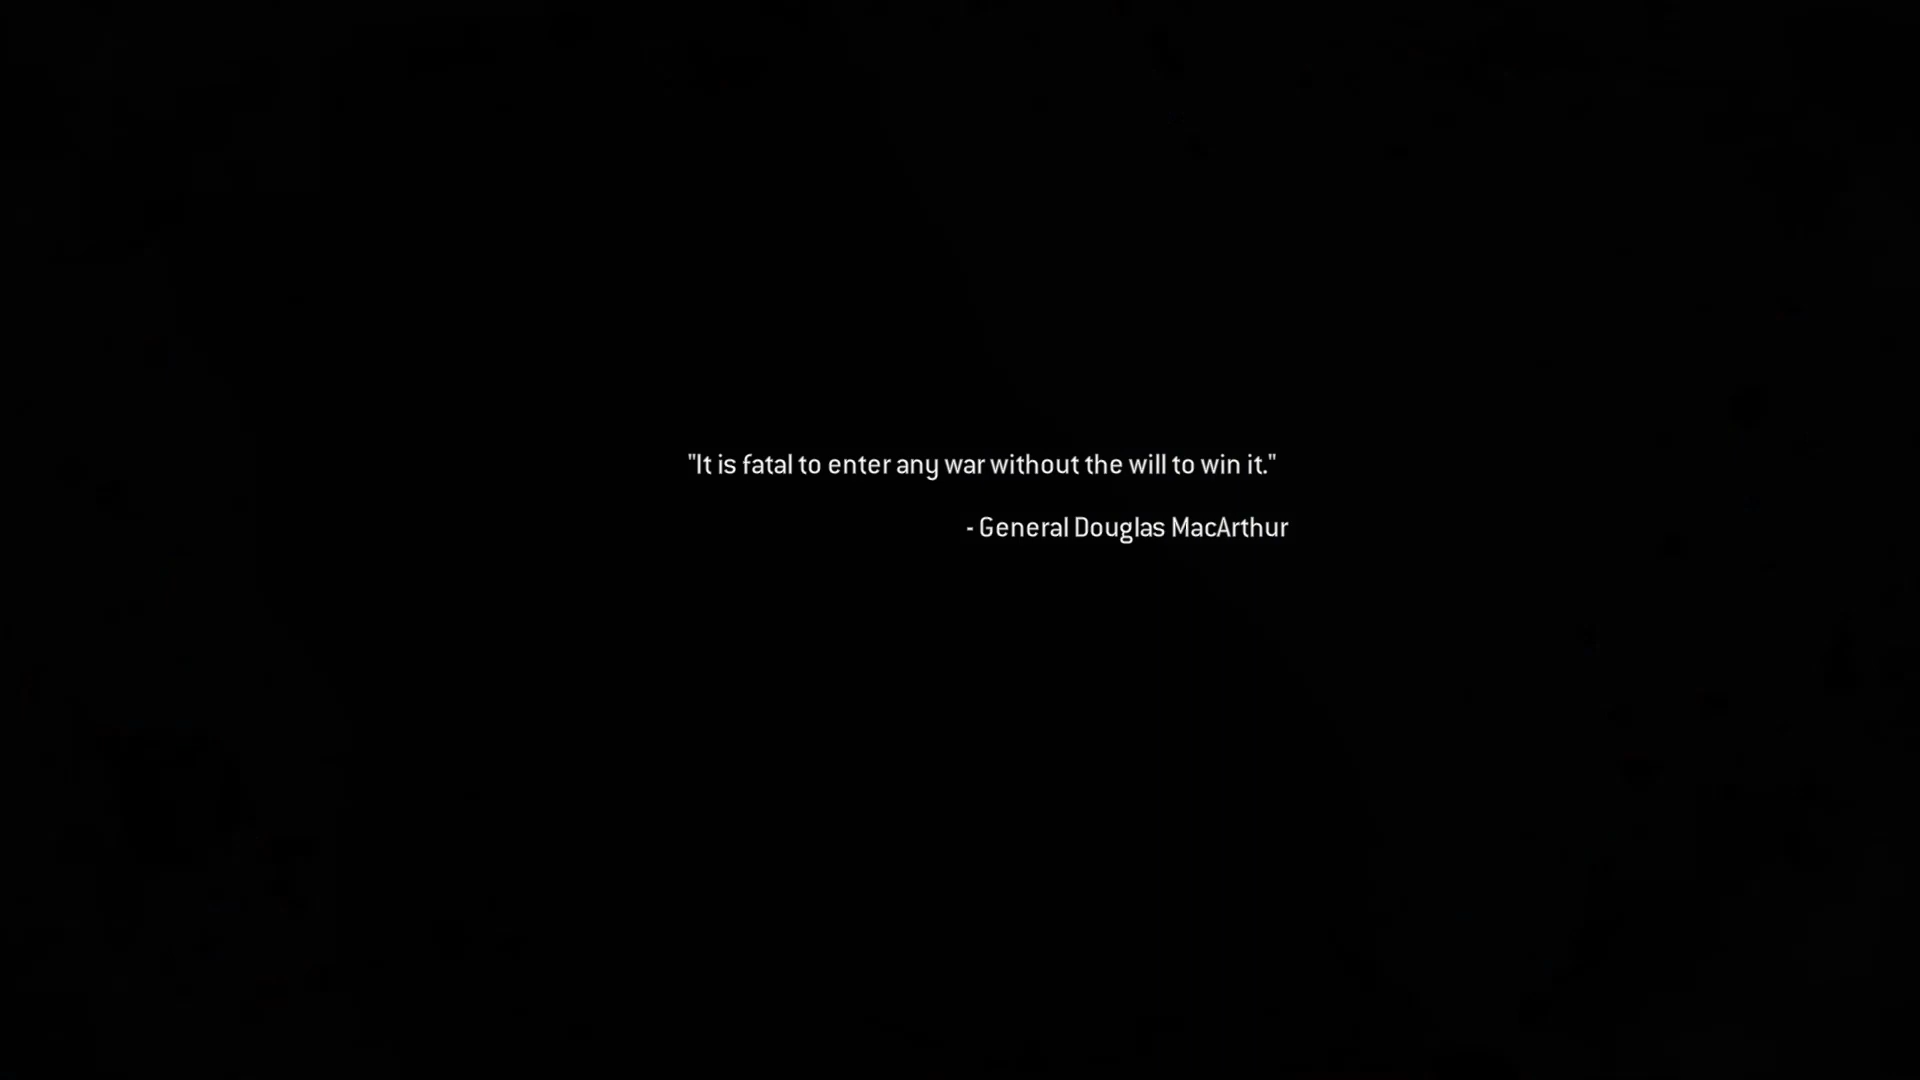 "It is fatal to enter any war without the will to win it."
- General Douglas MacArthur